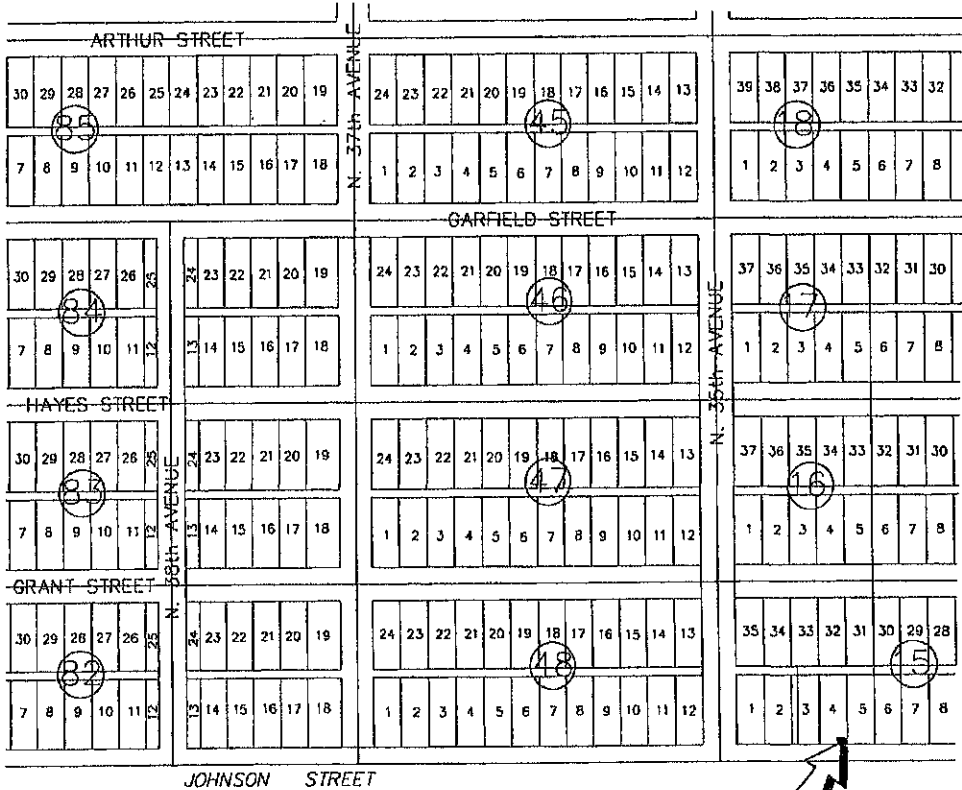 ARTHUR STREET
N. 37th AVENUE
30 29 28 27 26 25 24 23 22 21 20 19
24 23 22 21 20 19 18 17 16 15 14 13
39 38 37 36 35 34 33 32
85
45
18
7 8 9 10 11 12 13 14 15 16 17 18
1 2 3 4 5 6 7 8 9 10 11 12
1 2 3 4 5 6 7 8
GARFIELD STREET
30 29 28 27 26 25
24 23 22 21 20 19
24 23 22 21 20 19 18 17 16 15 14 13
37 36 35 34 33 32 31 30
84
46
17
7 8 9 10 11 12
13 14 15 16 17 18
1 2 3 4 5 6 7 8 9 10 11 12
1 2 3 4 5 6 7 8
N. 35th AVENUE
HAYES STREET
30 29 28 27 26 25
24 23 22 21 20 19
24 23 22 21 20 19 18 17 16 15 14 13
37 36 35 34 33 32 31 30
83
47
16
7 8 9 10 11 12
13 14 15 16 17 18
1 2 3 4 5 6 7 8 9 10 11 12
1 2 3 4 5 6 7 8
N. 38th AVENUE
GRANT STREET
30 29 28 27 26 25
24 23 22 21 20 19
24 23 22 21 20 19 18 17 16 15 14 13
35 34 33 32 31 30 29 28
82
48
15
7 8 9 10 11 12
13 14 15 16 17 18
1 2 3 4 5 6 7 8 9 10 11 12
1 2 3 4 5 6 7 8
JOHNSON STREET